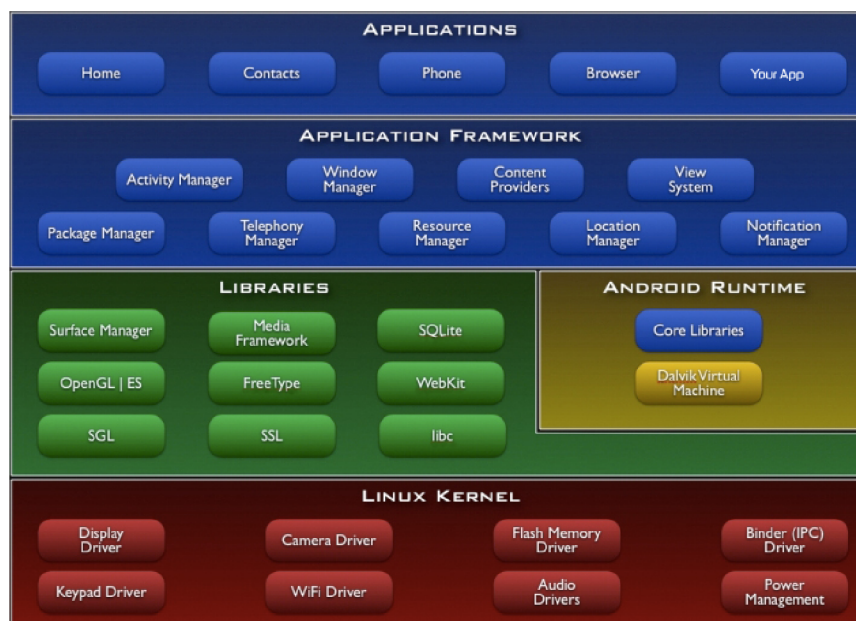 APPLICATIONS
Home
Contacts
Phone
Browser
Your App
APPLICATION FRAMEWORK
Activity Manager
Window
Manager
Content
Providers
View
System
Package Manager
Telephony
Manager
Resource
Manager
Location
Manager
Notification
Manager
LIBRARIES
Surface Manager
Media
Framework
SQLite
OpenGL | ES
FreeType
WebKit
SGL
SSL
libc
ANDROID RUNTIME
Core Libraries
Dalvik Virtual
Machine
LINUX KERNEL
Display
Driver
Camera Driver
Flash Memory
Driver
Binder (IPC)
Driver
Keypad Driver
WiFi Driver
Audio
Drivers
Power
Management